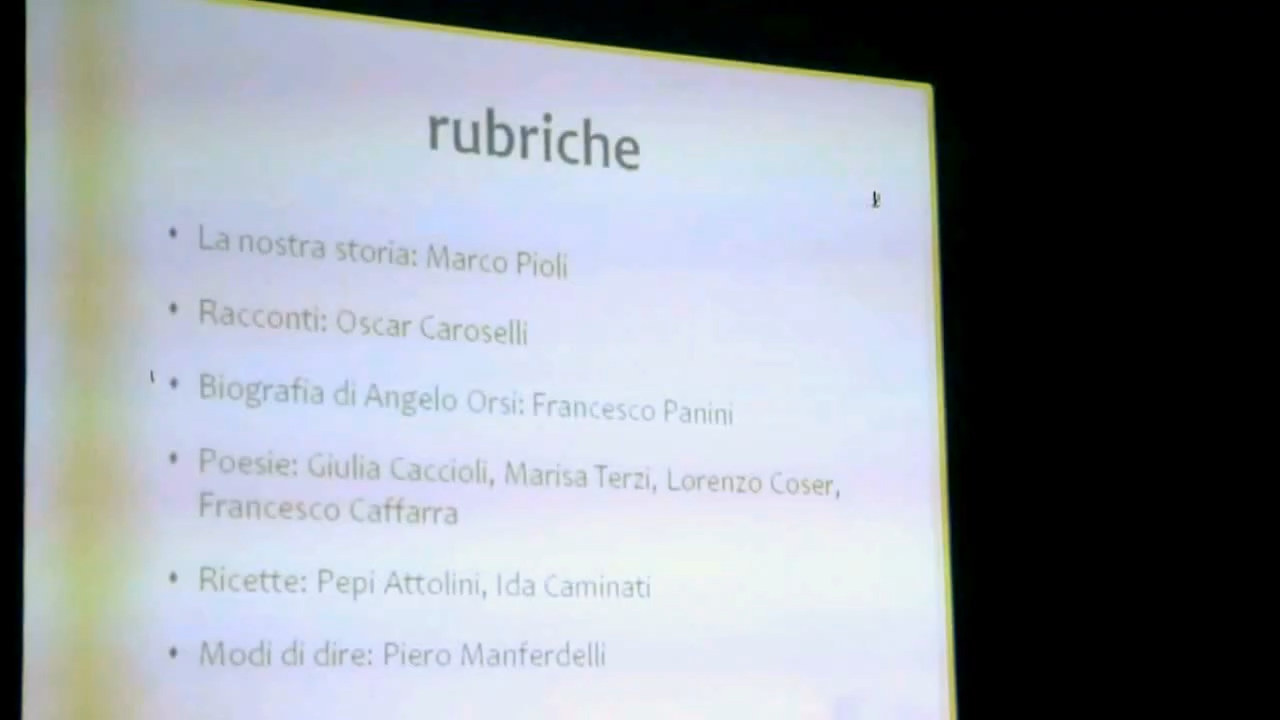 rubriche
• La nostra storia: Marco Pioli
• Racconti: Oscar Caroselli
• Biografia di Angelo Orsi: Francesco Panini
• Poesie: Giulia Caccioli, Marisa Terzi, Lorenzo Coser,
Francesco Caffarra
• Ricette: Pepi Attolini, Ida Caminati
• Modi di dire: Piero Manferdelli